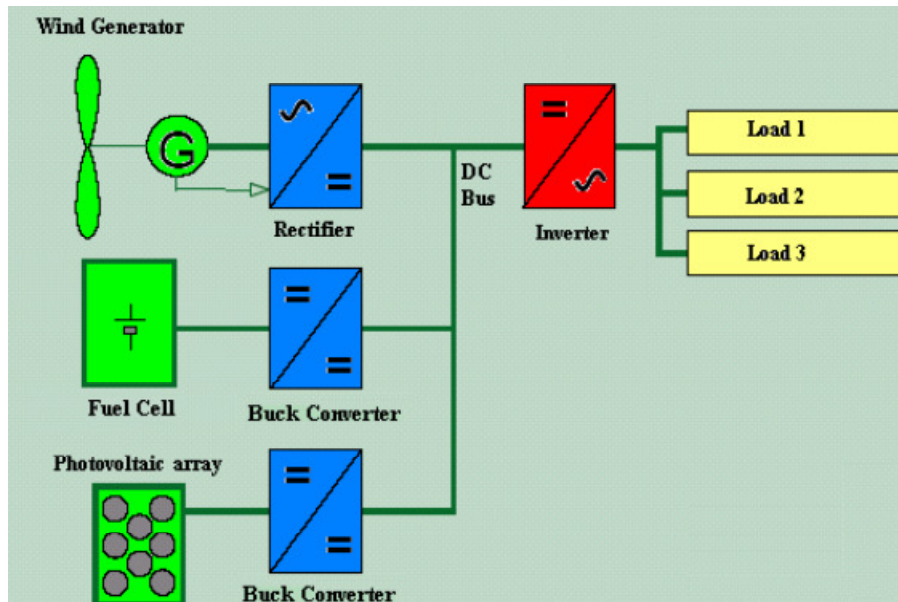 Wind Generator
G
Rectifier
DC
Bus
Inverter
Load 1
Load 2
Load 3
Fuel Cell
Buck Converter
Photovoltaic array
Buck Converter